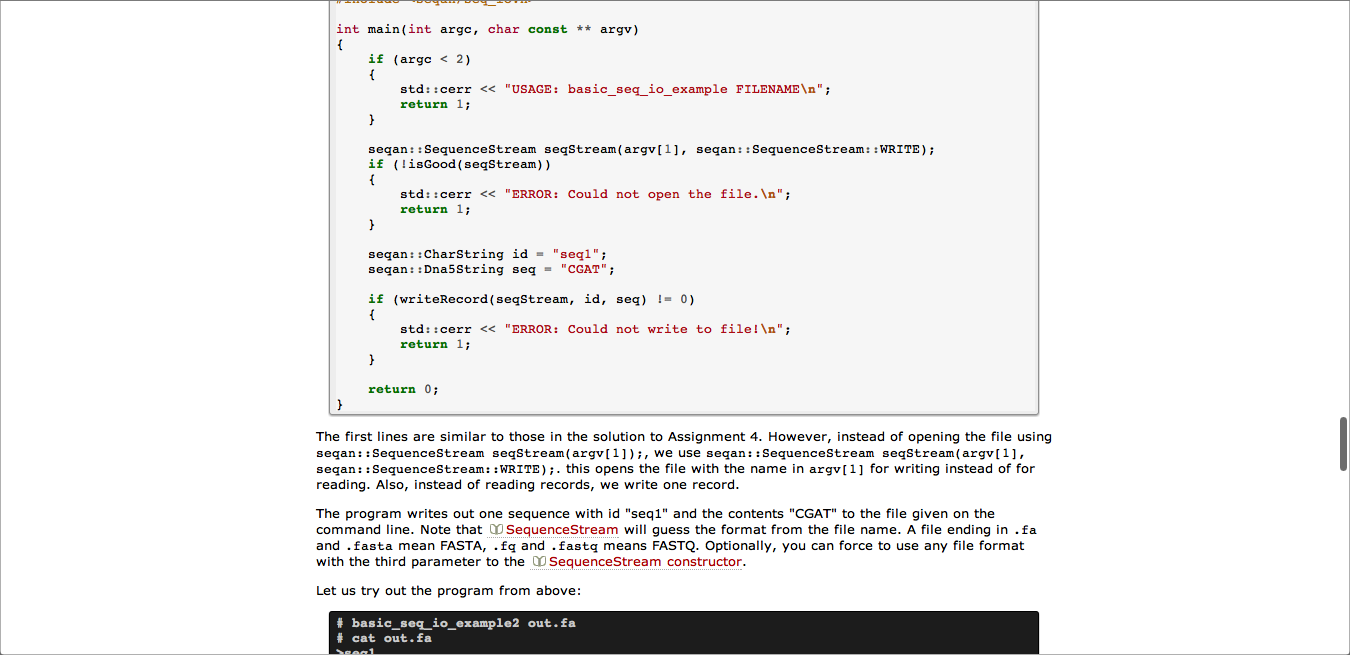 #include <seqan/seq_io.h>
int main(int argc, char const ** argv)
{
if (argc < 2)
{
std::cerr << "USAGE: basic_seq_io_example FILENAME\n";
return 1;
}
seqan::SequenceStream seqStream(argv[1], seqan::SequenceStream::WRITE);
if (!isGood(seqStream))
{
std::cerr << "ERROR: Could not open the file.\n";
return 1;
}
seqan::CharString id = "seq1";
seqan::Dna5String seq = "CGAT";
if (writeRecord(seqStream, id, seq) != 0)
{
std::cerr << "ERROR: Could not write to file!\n";
return 1;
}
return 0;
}
The first lines are similar to those in the solution to Assignment 4. However, instead of opening the file using
seqan::SequenceStream seqStream(argv[1]);, we use seqan::SequenceStream seqStream(argv[1],
seqan::SequenceStream::WRITE);. this opens the file with the name in argv[1] for writing instead of for
reading. Also, instead of reading records, we write one record.
The program writes out one sequence with id "seq1" and the contents "CGAT" to the file given on the
command line. Note that SequenceStream will guess the format from the file name. A file ending in .fa
and .fasta mean FASTA, .fq and .fastq means FASTQ. Optionally, you can force to use any file format
with the third parameter to the SequenceStream constructor.
Let us try out the program from above:
# basic_seq_io_example2 out.fa
# cat out.fa
>seq1